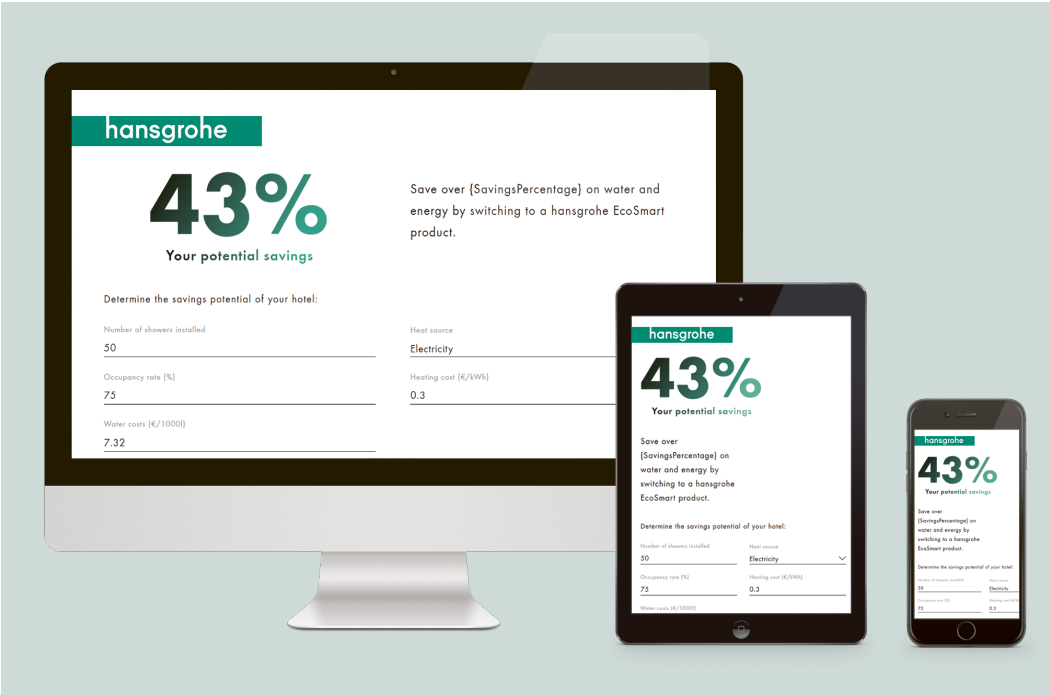 hansgrohe
43%
Your potential savings
Save over {SavingsPercentage} on water and
energy by switching to a hansgrohe EcoSmart
product.
Determine the savings potential of your hotel:
Number of showers installed
50
Heat source
Electricity
Occupancy rate (%)
75
Heating cost (€/kWh)
0.3
Water costs (€/1000l)
7.32
hansgrohe
43%
Your potential savings
Save over
{SavingsPercentage} on
water and energy by
switching to a hansgrohe
EcoSmart product.
Determine the savings potential of your hotel:
Number of showers installed
50
Heat source
Electricity
Occupancy rate (%)
75
Heating cost (€/kWh)
0.3
Water costs (€/1000l)
hansgrohe
43%
Your potential savings
Save over
{SavingsPercentage} on
water and energy by
switching to a hansgrohe
EcoSmart product.
Determine the savings potential of your hotel:
Number of showers installed
50
Heat source
Electricity
Occupancy rate (%)
75
Heating cost
0.3